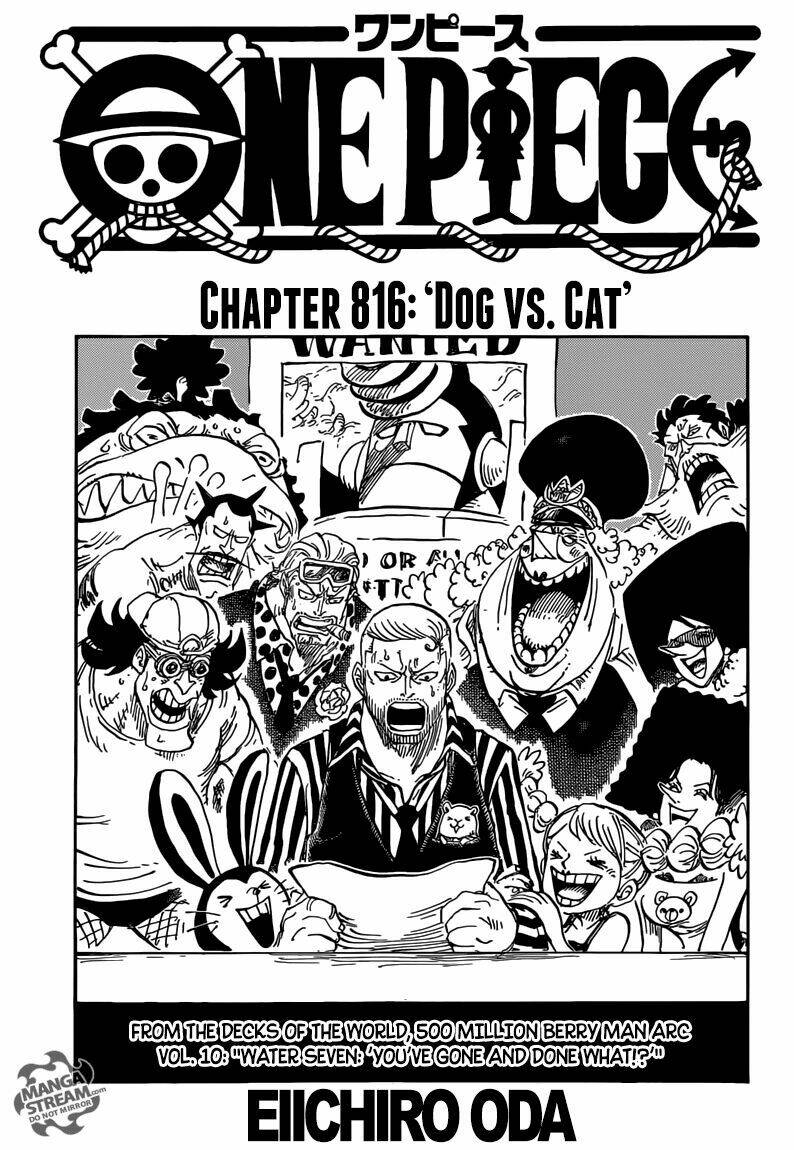 ワンピース
ONE PIECE
CHAPTER 816: 'DOG VS. CAT'
WANTED
D OR A
FROM THE DECKS OF THE WORLD, 500 MILLION BERRY MAN ARC
VOL. 10: "WATER SEVEN: 'YOU'VE GONE AND DONE WHAT!?'"
MANGA
STREAM.com
DO NOT MIRROR
EIICHIRO ODA